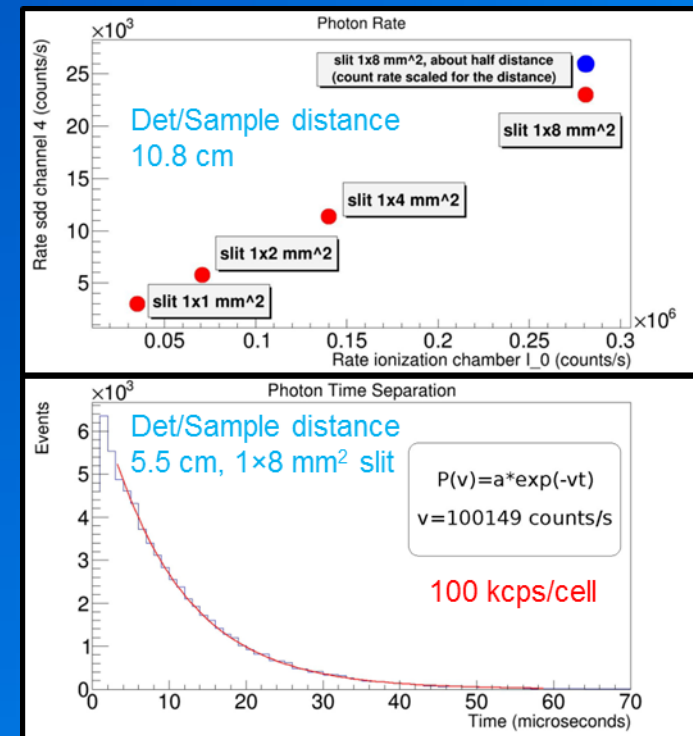 Photon Rate
×10³
Rate sdd channel 4 (counts/s)
25
20
15
10
5
slit 1x8 mm^2, about half distance
(count rate scaled for the distance)
Det/Sample distance
10.8 cm
slit 1x8 mm^2
slit 1x4 mm^2
slit 1x2 mm^2
slit 1x1 mm^2
0.05
0.1
0.15
0.2
0.25
0.3
×10⁶
Rate ionization chamber I_0 (counts/s)
Photon Time Separation
×10³
Events
6
5
4
3
2
1
0
Det/Sample distance
5.5 cm, 1×8 mm² slit
P(v)=a*exp(-vt)
v=100149 counts/s
100 kcps/cell
0
10
20
30
40
50
60
70
Time (microseconds)